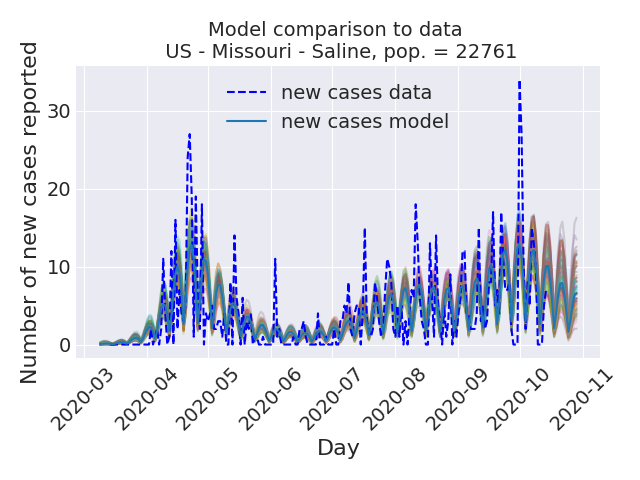 Model comparison to data
US - Missouri - Saline, pop. = 22761
new cases data
new cases model
Number of new cases reported
30
20
10
0
2020-03
2020-04
2020-05
2020-06
2020-07
2020-08
2020-09
2020-10
2020-11
Day